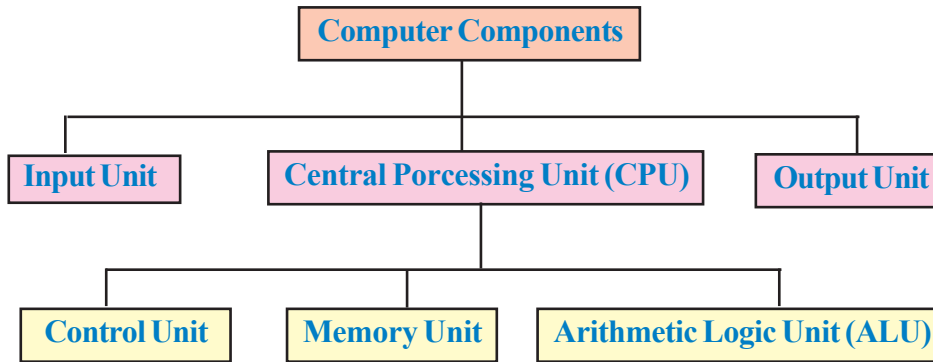 Computer Components
Input Unit
Central Porcessing Unit (CPU)
Output Unit
Control Unit
Memory Unit
Arithmetic Logic Unit (ALU)